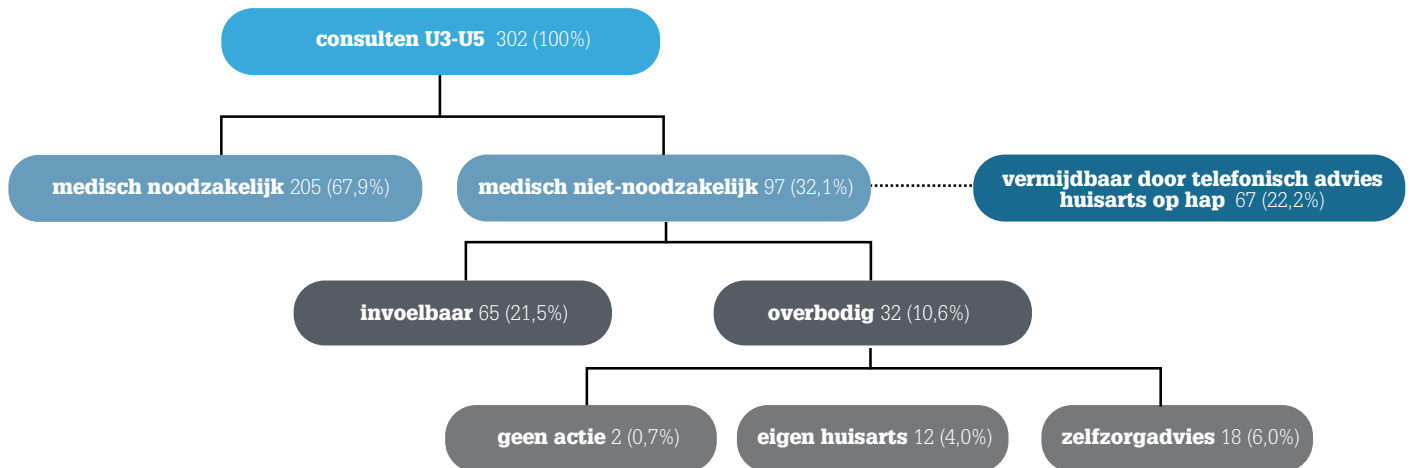 consulten U3-U5 302 (100%)
medisch noodzakelijk 205 (67,9%)
medisch niet-noodzakelijk 97 (32,1%)
vermijdbaar door telefonisch advies
huisarts op hap 67 (22,2%)
invoelbaar 65 (21,5%)
overbodig 32 (10,6%)
geen actie 2 (0,7%)
eigen huisarts 12 (4,0%)
zelfzorgadvies 18 (6,0%)